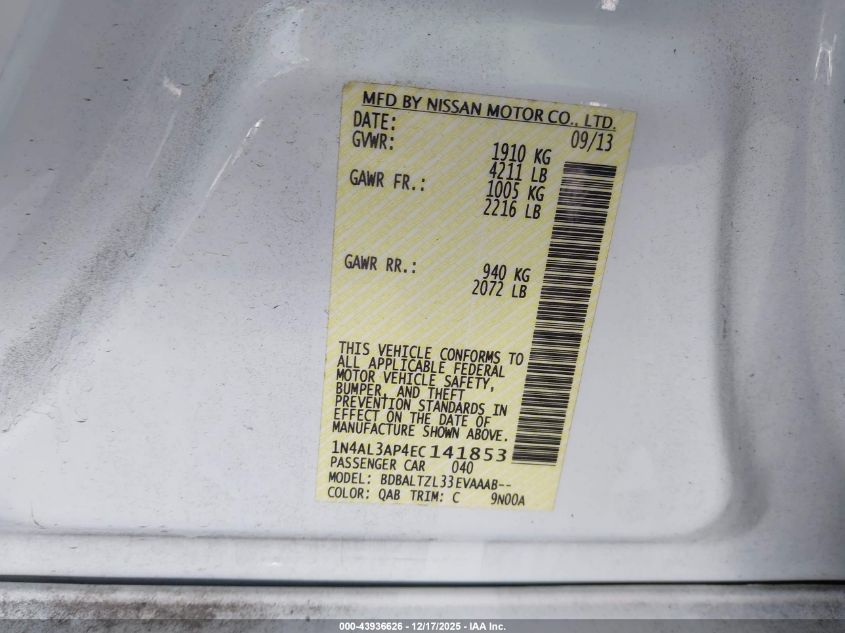 MFD BY NISSAN MOTOR CO., LTD.
DATE: 09/13
GVWR: 1910 KG
4211 LB
GAWR FR.: 1005 KG
2216 LB
GAWR RR.: 940 KG
2072 LB
THIS VEHICLE CONFORMS TO
ALL APPLICABLE FEDERAL
MOTOR VEHICLE SAFETY,
BUMPER, AND THEFT
PREVENTION STANDARDS IN
EFFECT ON THE DATE OF
MANUFACTURE SHOWN ABOVE.
1N4AL3AP4EC141853
PASSENGER CAR 040
MODEL: BDBALTZL33EVAAAB--
COLOR: QAB TRIM: C 9N00A
000-43936626 – 12/17/2025 – IAA Inc.